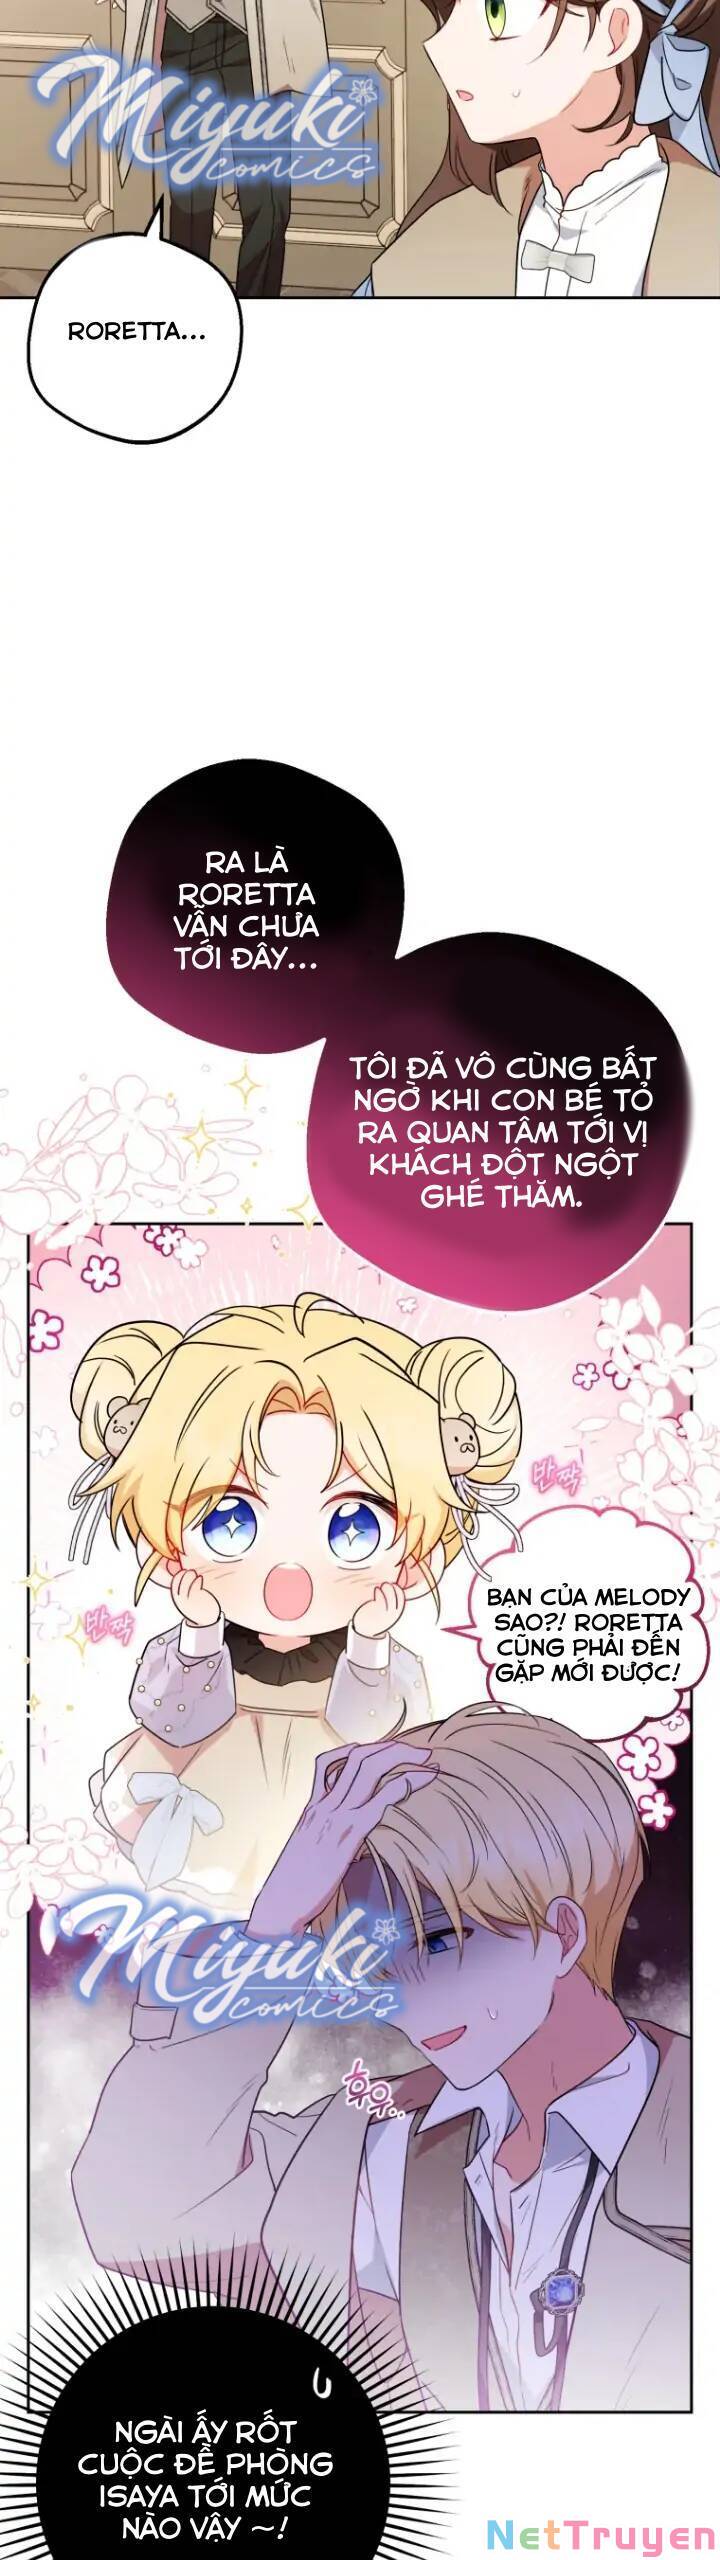 Miyuki
comics
RORETTA...
RA LÀ
RORETTA
VẪN CHƯA
TỚI ĐÂY...
TÔI ĐÃ VÔ CÙNG BẤT
NGỜ KHI CON BÉ TỎ
RA QUAN TÂM TỚI VỊ
KHÁCH ĐỘT NGỘT
GHÉ THĂM.
반짝
반짝
BẠN CỦA MELODY
SAO?! RORETTA
CŨNG PHẢI ĐẾN
GẶP MỚI ĐƯỢC!
Miyuki
comics
후우..
NGÀI ẤY RỐT
CUỘC ĐỀ PHÒNG
ISAYA TỚI MỨC
NÀO VẬY ~!
NetTruyen